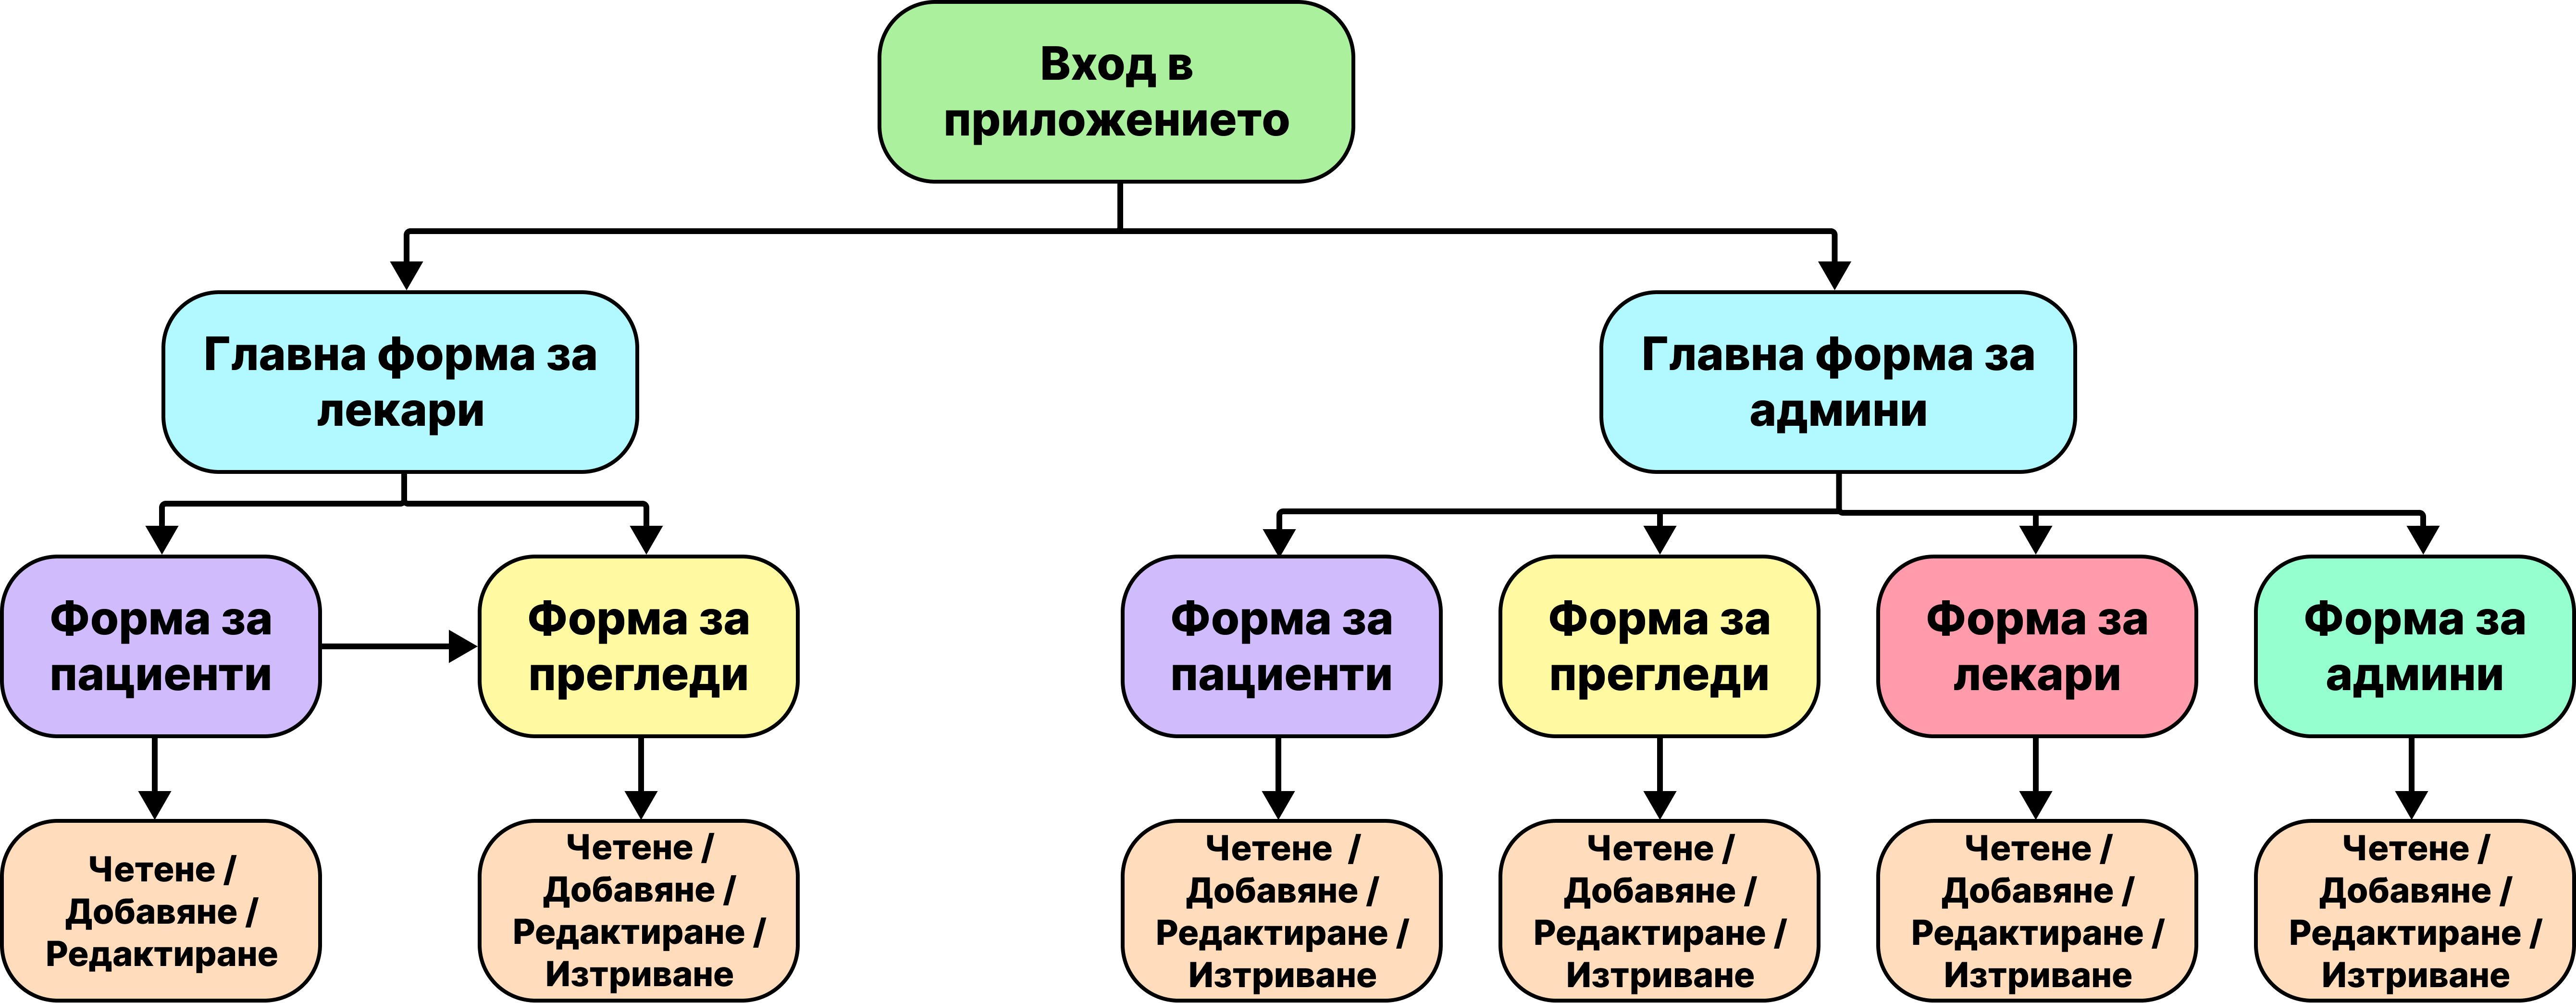 Вход в
приложението
Главна форма за
лекари
Главна форма за
админи
Форма за
пациенти
Форма за
прегледи
Форма за
пациенти
Форма за
прегледи
Форма за
лекари
Форма за
админи
Четене /
Добавяне /
Редактиране
Четене /
Добавяне /
Редактиране /
Изтриване
Четене /
Добавяне /
Редактиране /
Изтриване
Четене /
Добавяне /
Редактиране /
Изтриване
Четене /
Добавяне /
Редактиране /
Изтриване
Четене /
Добавяне /
Редактиране /
Изтриване